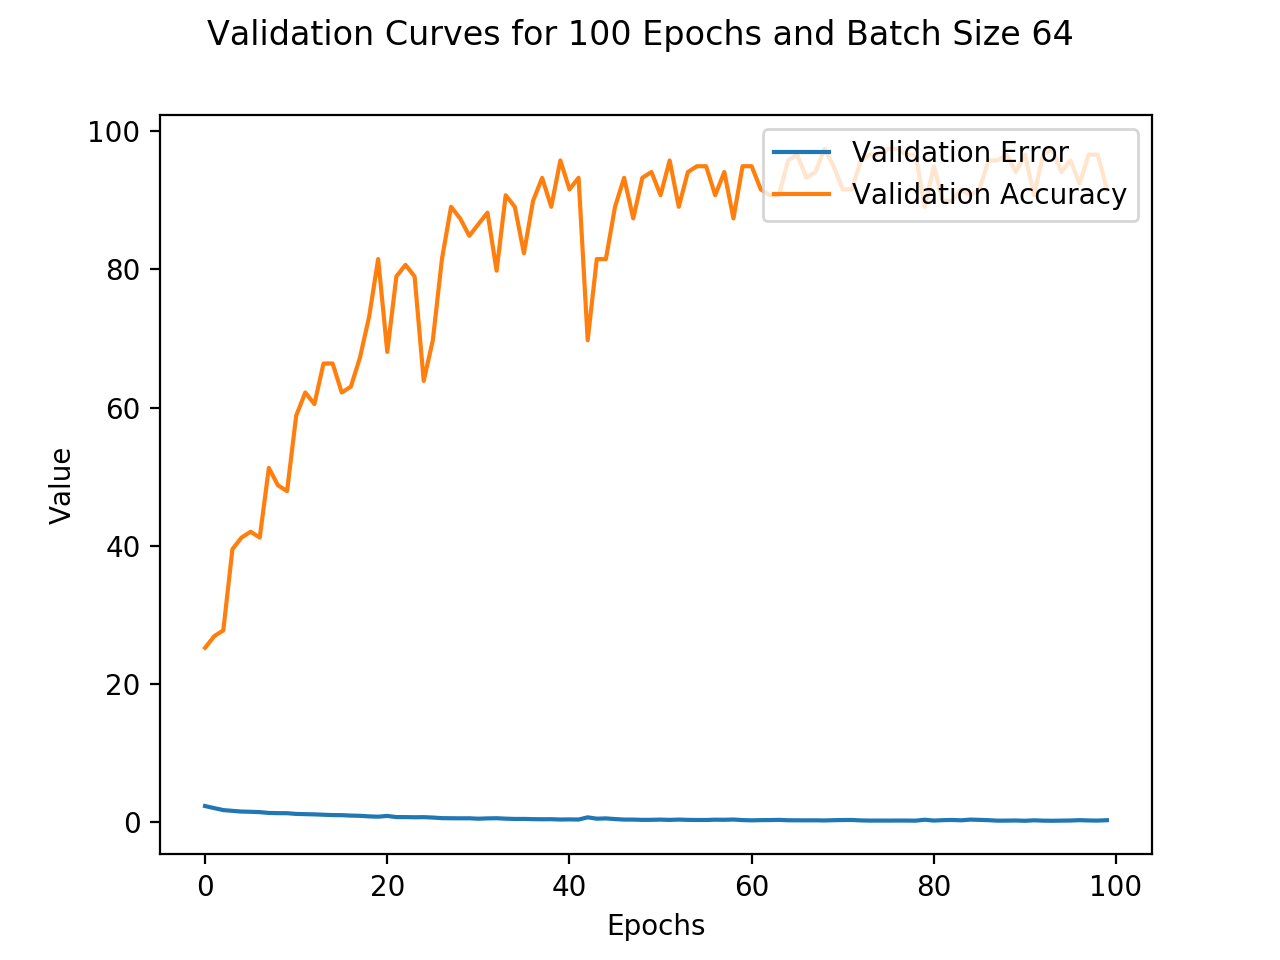 Validation Curves for 100 Epochs and Batch Size 64
100
80
60
40
20
0
Value
Validation Error
Validation Accuracy
0 20 40 60 80 100
Epochs